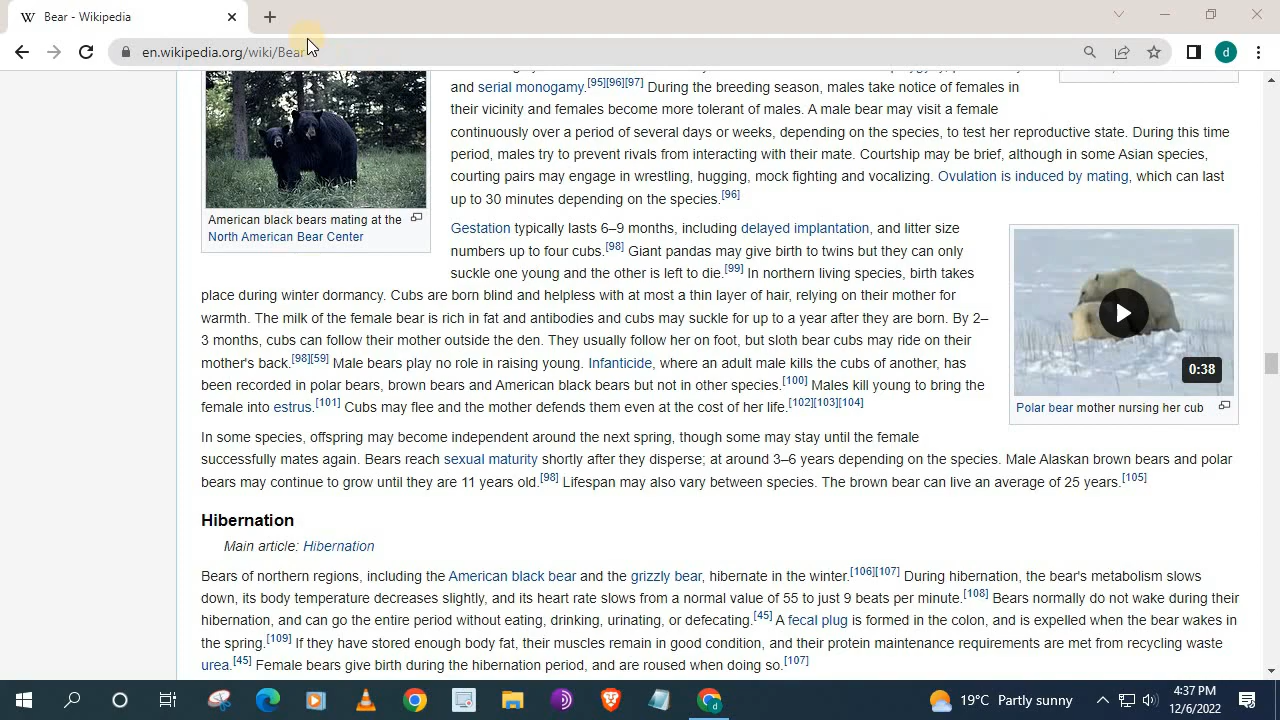 Bear - Wikipedia
en.wikipedia.org/wiki/Bear
d
and serial monogamy.[95][96][97] During the breeding season, males take notice of females in
their vicinity and females become more tolerant of males. A male bear may visit a female
continuously over a period of several days or weeks, depending on the species, to test her reproductive state. During this time
period, males try to prevent rivals from interacting with their mate. Courtship may be brief, although in some Asian species,
courting pairs may engage in wrestling, hugging, mock fighting and vocalizing. Ovulation is induced by mating, which can last
up to 30 minutes depending on the species.[96]
American black bears mating at the
North American Bear Center
Gestation typically lasts 6–9 months, including delayed implantation, and litter size
numbers up to four cubs.[98] Giant pandas may give birth to twins but they can only
suckle one young and the other is left to die.[99] In northern living species, birth takes
place during winter dormancy. Cubs are born blind and helpless with at most a thin layer of hair, relying on their mother for
warmth. The milk of the female bear is rich in fat and antibodies and cubs may suckle for up to a year after they are born. By 2–
3 months, cubs can follow their mother outside the den. They usually follow her on foot, but sloth bear cubs may ride on their
mother's back.[98][59] Male bears play no role in raising young. Infanticide, where an adult male kills the cubs of another, has
been recorded in polar bears, brown bears and American black bears but not in other species.[100] Males kill young to bring the
female into estrus.[101] Cubs may flee and the mother defends them even at the cost of her life.[102][103][104]
0:38
Polar bear mother nursing her cub
In some species, offspring may become independent around the next spring, though some may stay until the female
successfully mates again. Bears reach sexual maturity shortly after they disperse; at around 3–6 years depending on the species. Male Alaskan brown bears and polar
bears may continue to grow until they are 11 years old.[98] Lifespan may also vary between species. The brown bear can live an average of 25 years.[105]
Hibernation
Main article: Hibernation
Bears of northern regions, including the American black bear and the grizzly bear, hibernate in the winter.[106][107] During hibernation, the bear's metabolism slows
down, its body temperature decreases slightly, and its heart rate slows from a normal value of 55 to just 9 beats per minute.[108] Bears normally do not wake during their
hibernation, and can go the entire period without eating, drinking, urinating, or defecating.[45] A fecal plug is formed in the colon, and is expelled when the bear wakes in
the spring.[109] If they have stored enough body fat, their muscles remain in good condition, and their protein maintenance requirements are met from recycling waste
urea.[45] Female bears give birth during the hibernation period, and are roused when doing so.[107]
19°C Partly sunny
4:37 PM
12/6/2022